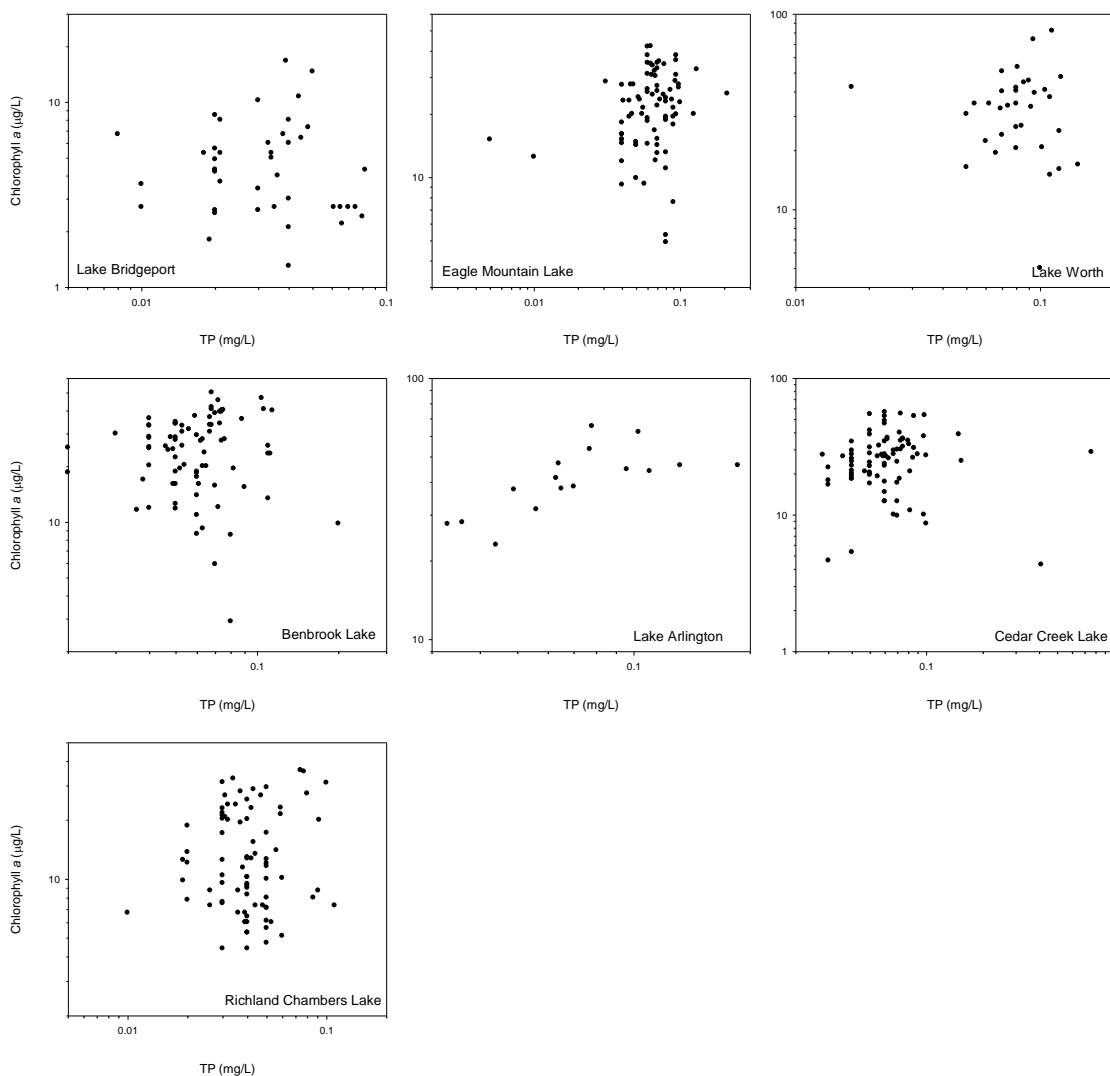 10
1
Chlorophyll a (µg/L)
Lake Bridgeport
0.01 0.1
TP (mg/L)
10
Eagle Mountain Lake
0.01 0.1
TP (mg/L)
100
10
Lake Worth
0.01 0.1
TP (mg/L)
10
Chlorophyll a (µg/L)
Benbrook Lake
0.1
TP (mg/L)
100
10
Lake Arlington
0.1
TP (mg/L)
100
10
1
Cedar Creek Lake
0.1
TP (mg/L)
10
Chlorophyll a (µg/L)
Richland Chambers Lake
0.01 0.1
TP (mg/L)